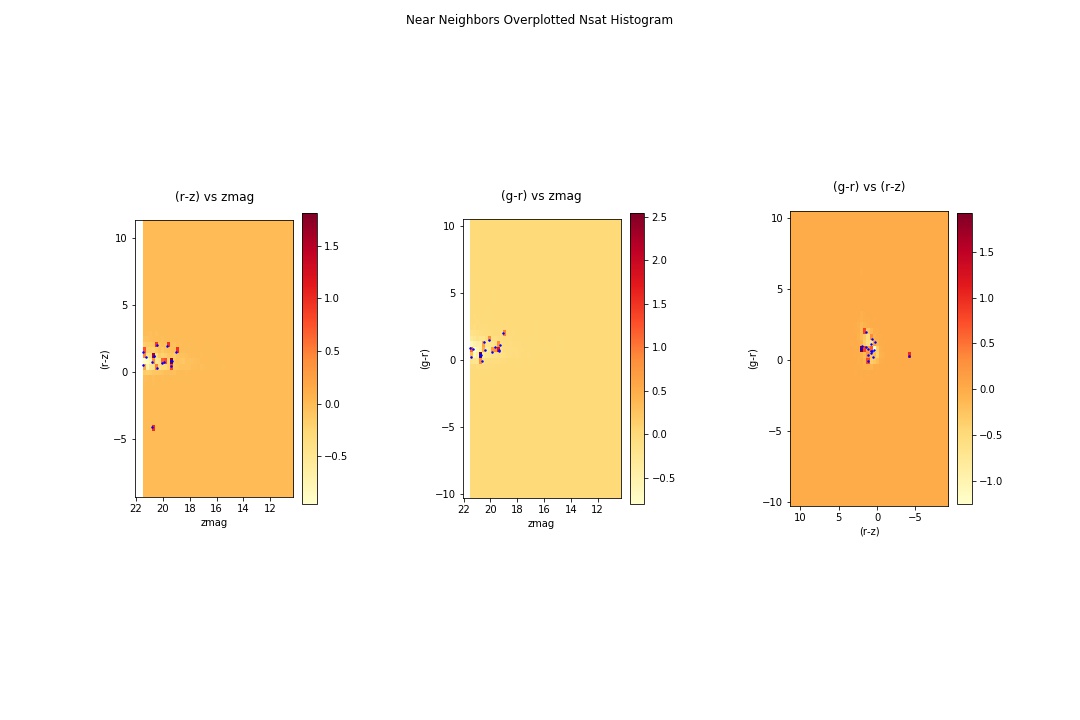 Near Neighbors Overplotted Nsat Histogram
(r-z) vs zmag
10
5
0
−5
(r-z)
22 20 18 16 14 12
zmag
1.5
1.0
0.5
0.0
−0.5
(g-r) vs zmag
10
5
0
−5
−10
(g-r)
22 20 18 16 14 12
zmag
2.5
2.0
1.5
1.0
0.5
0.0
−0.5
(g-r) vs (r-z)
10
5
0
−5
−10
(g-r)
10 5 0 −5
(r-z)
1.5
1.0
0.5
0.0
−0.5
−1.0